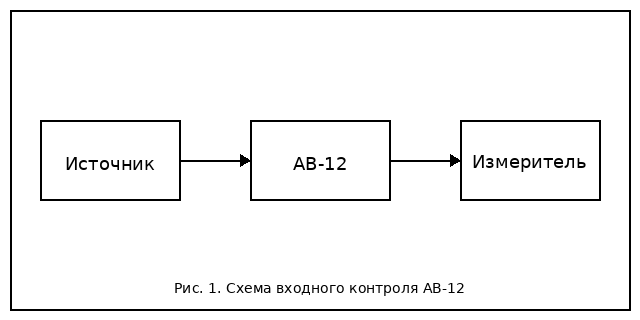 Источник
АВ-12
Измеритель
Рис. 1. Схема входного контроля АВ-12